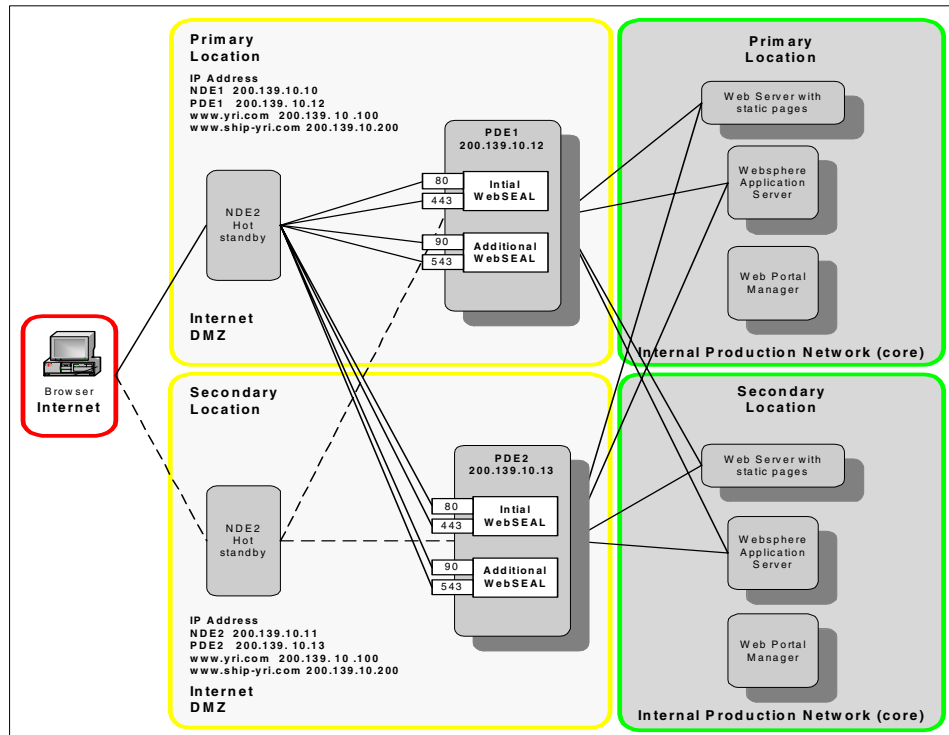 Primary
Location
IP Address
NDE1 200.139.10.10
PDE1 200.139. 10.12
www.yri.com 200.139. 10 .100
www.ship-yri.com 200.139.10.200
NDE2
Hot
standby
PDE1
200.139.10.12
80
443
Intial
WebSEAL
90
543
Additional
WebSEAL
Internet
DMZ
Primary
Location
Web Server with
static pages
Websphere
Application
Server
Web Portal
Manager
Internal Production Network (core)
Browser
Internet
Secondary
Location
NDE2
Hot
standby
PDE2
200.139.10.13
80
443
Intial
WebSEAL
90
543
Additional
WebSEAL
IP Address
NDE2 200.139.10.11
PDE2 200.139. 10.13
www.yri.com 200.139. 10 .100
www.ship-yri.com 200.139.10.200
Internet
DMZ
Secondary
Location
Web Server with
static pages
Websphere
Application
Server
Web Portal
Manager
Internal Production Network (core)